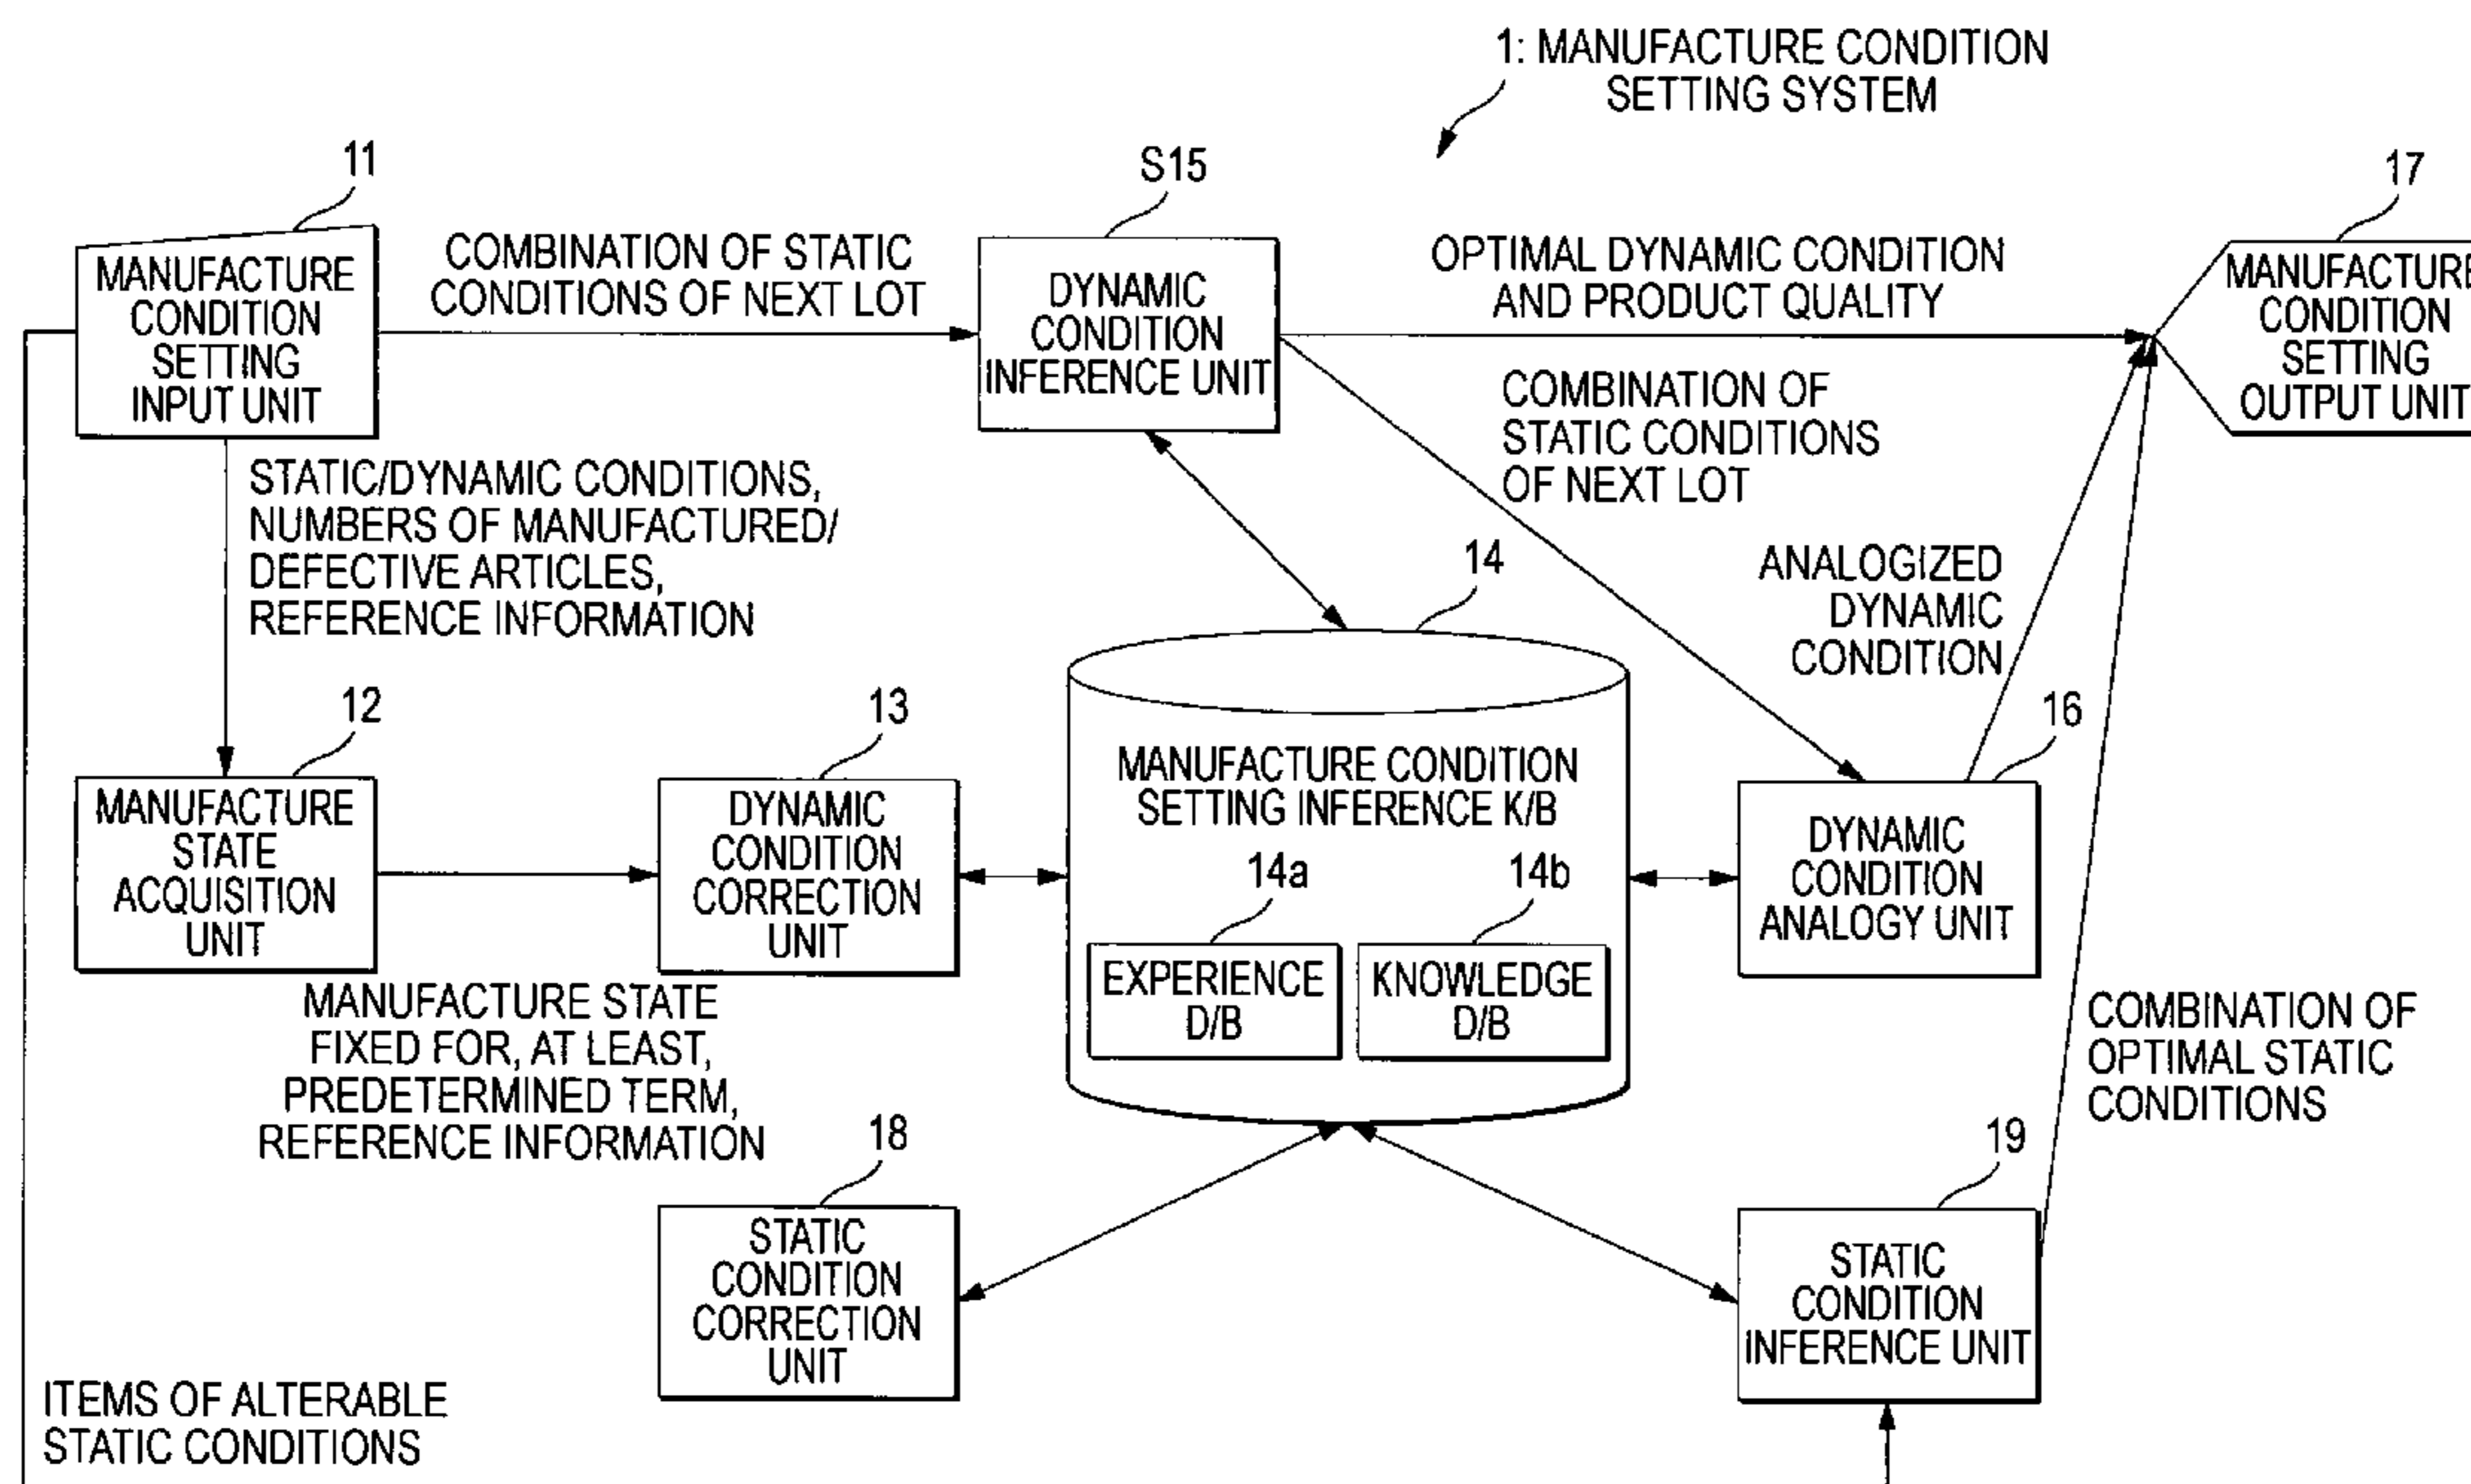 1: MANUFACTURE CONDITION
SETTING SYSTEM
11
MANUFACTURE
CONDITION
SETTING
INPUT UNIT
COMBINATION OF STATIC
CONDITIONS OF NEXT LOT
S15
DYNAMIC
CONDITION
INFERENCE UNIT
OPTIMAL DYNAMIC CONDITION
AND PRODUCT QUALITY
17
MANUFACTURE
CONDITION
SETTING
OUTPUT UNIT
COMBINATION OF
STATIC CONDITIONS
OF NEXT LOT
STATIC/DYNAMIC CONDITIONS,
NUMBERS OF MANUFACTURED/
DEFECTIVE ARTICLES,
REFERENCE INFORMATION
ANALOGIZED
DYNAMIC
CONDITION
12
MANUFACTURE
STATE
ACQUISITION
UNIT
13
DYNAMIC
CONDITION
CORRECTION
UNIT
14
MANUFACTURE CONDITION
SETTING INFERENCE K/B
14a
EXPERIENCE
D/B
14b
KNOWLEDGE
D/B
16
DYNAMIC
CONDITION
ANALOGY UNIT
MANUFACTURE STATE
FIXED FOR, AT LEAST,
PREDETERMINED TERM,
REFERENCE INFORMATION
COMBINATION OF
OPTIMAL STATIC
CONDITIONS
18
STATIC
CONDITION
CORRECTION
UNIT
19
STATIC
CONDITION
INFERENCE UNIT
ITEMS OF ALTERABLE
STATIC CONDITIONS